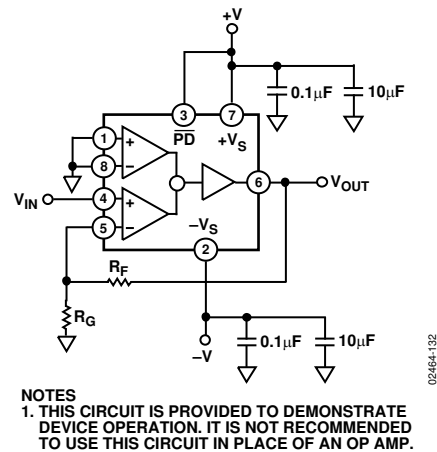 +V
0.1μF
10μF
3
7
PD
+VS
1
+
8
−
VIN
4
+
5
−
6
VOUT
−VS
2
RF
RG
0.1μF
10μF
−V
02464-132
NOTES
1. THIS CIRCUIT IS PROVIDED TO DEMONSTRATE
DEVICE OPERATION. IT IS NOT RECOMMENDED
TO USE THIS CIRCUIT IN PLACE OF AN OP AMP.